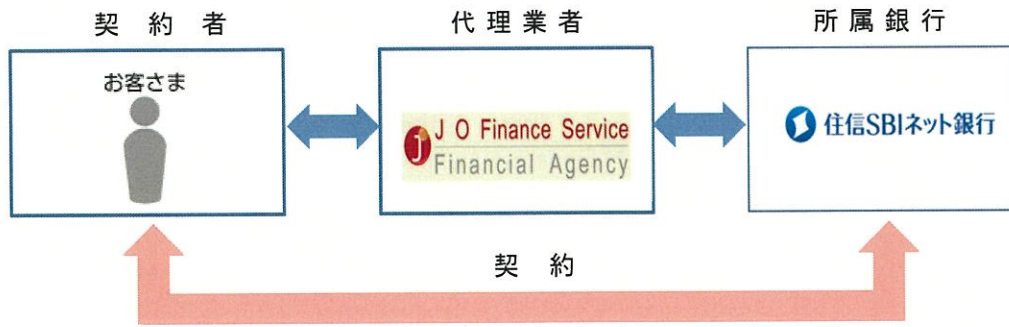 契約者
代理業者
所属銀行
お客さま
J O Finance Service
Financial Agency
住信SBIネット銀行
契約